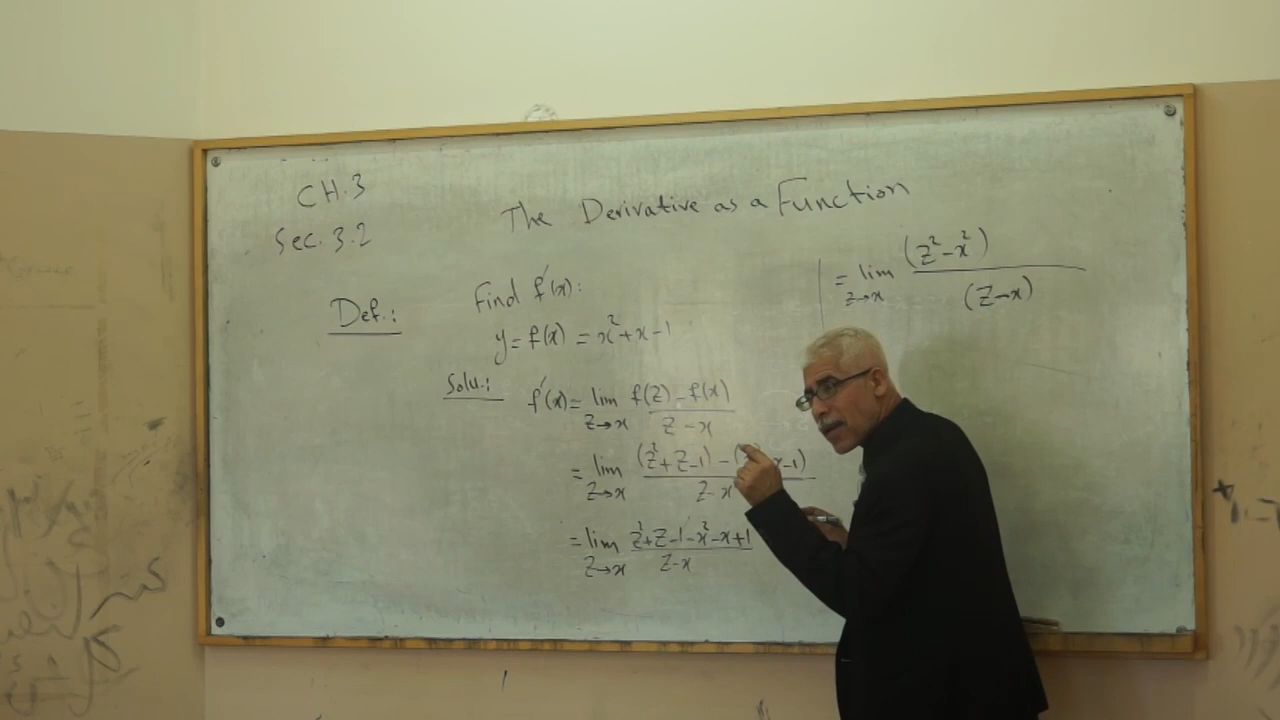 CH.3
Sec. 3.2
The Derivative as a Function
Def.:
Find f'(x):
y = f(x) = x² + x - 1
Solu.:
f'(x) = lim z→x f(z) - f(x) / z - x
= lim z→x (z² + z - 1) - ( x - 1) / z - x
= lim z→x z² + z - 1 - x² - x + 1 / z - x
= lim z→x (z² - x²) / (z - x)